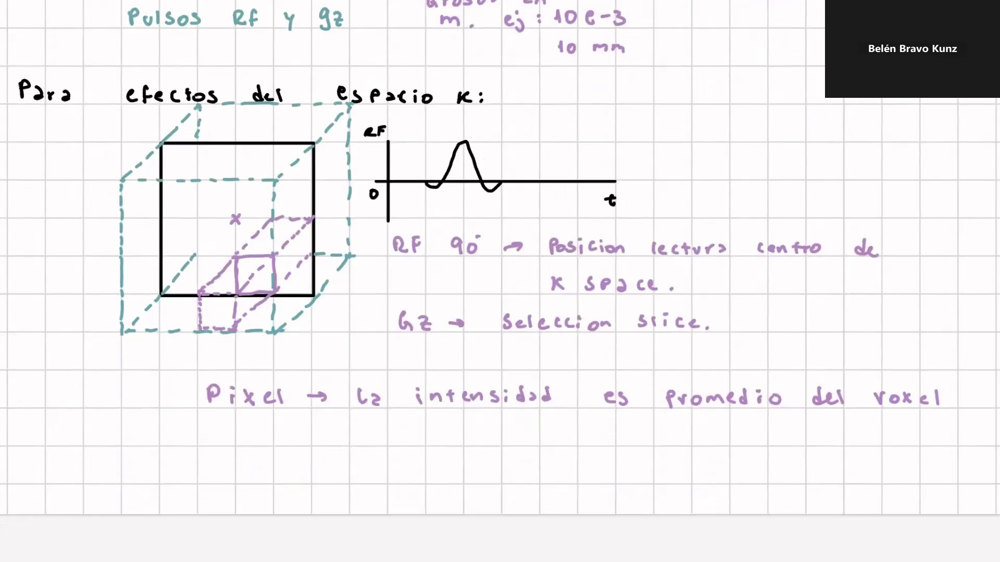 Pulsos Rf y gz
m. ej: 10e-3
10 mm
Belén Bravo Kunz
Para efectos del espacio K:
RF
0
t
x
RF 90° → Posicion lectura centro de
K space.
Gz → Seleccion slice.
Pixel → La intensidad es promedio del voxel